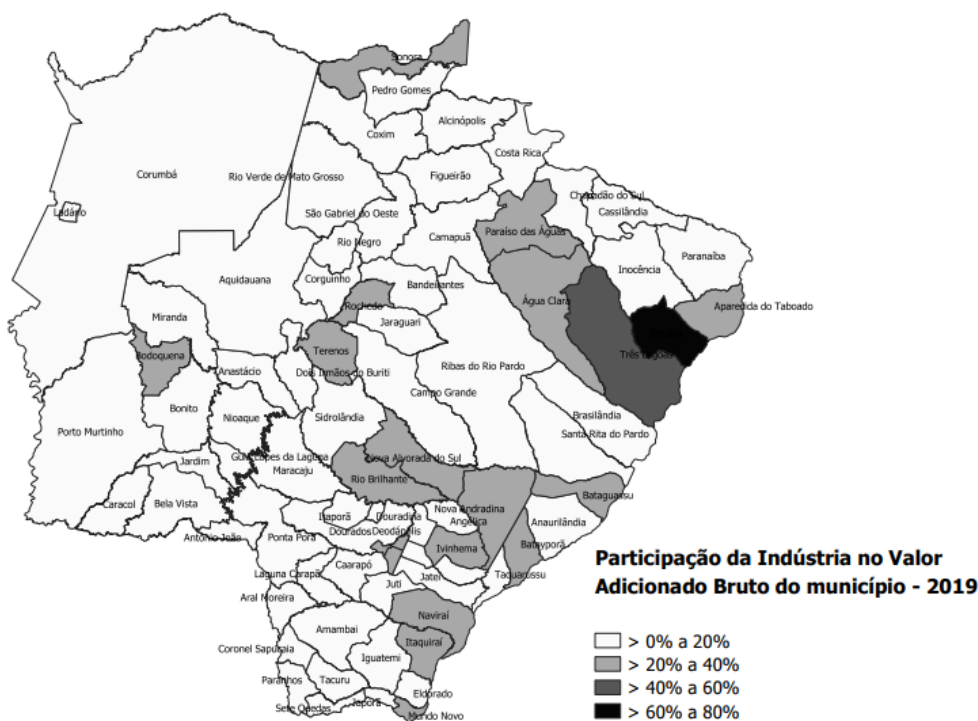 Sonora
Pedro Gomes
Alcinópolis
Coxim
Costa Rica
Corumbá
Rio Verde de Mato Grosso
Figueirão
Chapadão do Sul
Cassilândia
Ladário
São Gabriel do Oeste
Rio Negro
Camapuã
Paraíso das Águas
Paranaíba
Inocência
Aquidauana
Corguinho
Bandeirantes
Água Clara
Rochedo
Aparecida do Taboado
Miranda
Jaraguari
Terenos
Três Lagoas
Bodoquena
Ribas do Rio Pardo
Anastácio
Dois Irmãos do Buriti
Campo Grande
Bonito
Nioaque
Sidrolândia
Brasilândia
Porto Murtinho
Santa Rita do Pardo
Guia Lopes da Laguna
Nova Alvorada do Sul
Jardim
Maracaju
Rio Brilhante
Bataguassu
Caracol
Bela Vista
Itaporã
Douradina
Nova Andradina
Angélica
Anaurilândia
Antônio João
Ponta Porã
Dourados
Deodápolis
Ivinhema
Batayporã
Laguna Carapã
Caarapó
Juti
Jateí
Taquarussu
Aral Moreira
Naviraí
Amambai
Itaquiraí
Coronel Sapucaia
Iguatemi
Paranhos
Tacuru
Eldorado
Sete Quedas
Japorã
Mundo Novo
Participação da Indústria no Valor
Adicionado Bruto do município - 2019
> 0% a 20%
> 20% a 40%
> 40% a 60%
> 60% a 80%